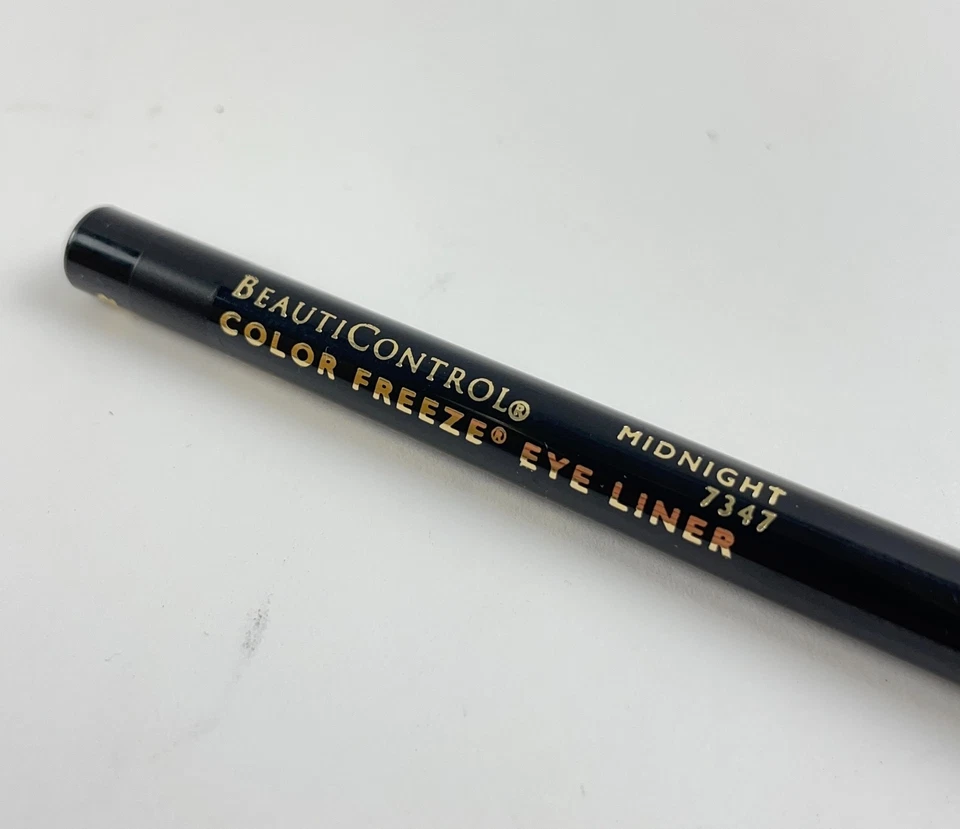 BEAUTICONTROL®
COLOR FREEZE® EYE LINER
MIDNIGHT
7347